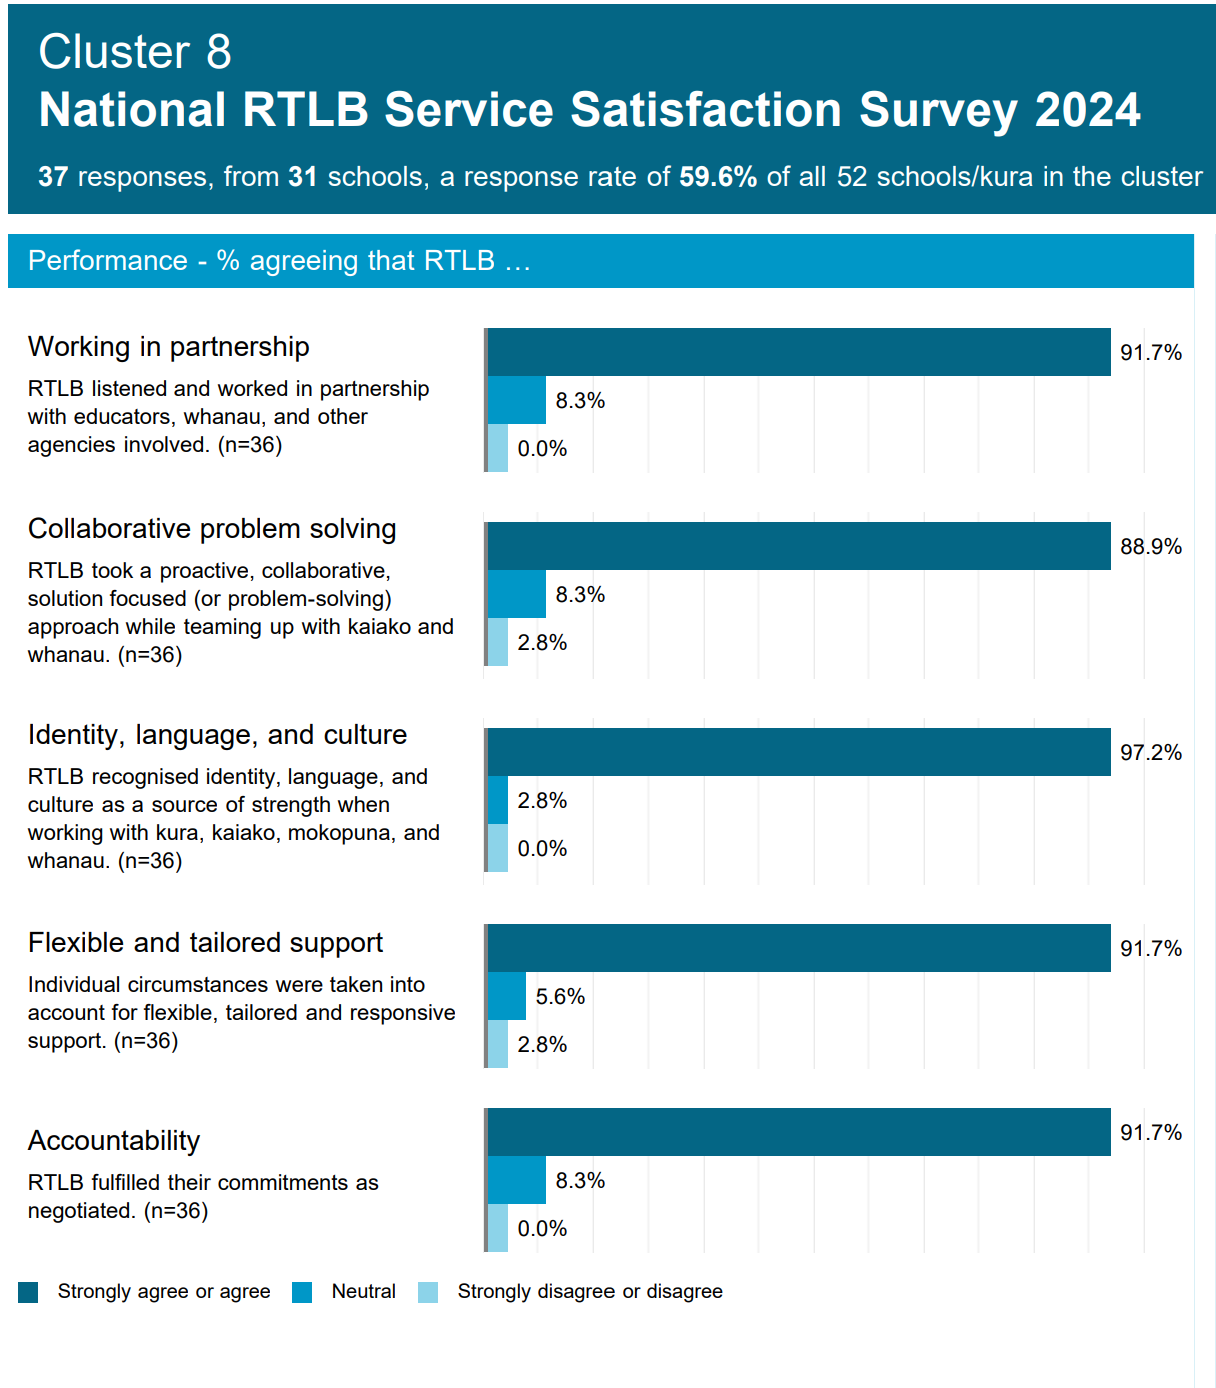 Cluster 8
National RTLB Service Satisfaction Survey 2024
37 responses, from 31 schools, a response rate of 59.6% of all 52 schools/kura in the cluster
Performance - % agreeing that RTLB …
Working in partnership
RTLB listened and worked in partnership
with educators, whanau, and other
agencies involved. (n=36)
91.7%
8.3%
0.0%
Collaborative problem solving
RTLB took a proactive, collaborative,
solution focused (or problem-solving)
approach while teaming up with kaiako and
whanau. (n=36)
88.9%
8.3%
2.8%
Identity, language, and culture
RTLB recognised identity, language, and
culture as a source of strength when
working with kura, kaiako, mokopuna, and
whanau. (n=36)
97.2%
2.8%
0.0%
Flexible and tailored support
Individual circumstances were taken into
account for flexible, tailored and responsive
support. (n=36)
91.7%
5.6%
2.8%
Accountability
RTLB fulfilled their commitments as
negotiated. (n=36)
91.7%
8.3%
0.0%
Strongly agree or agree Neutral Strongly disagree or disagree